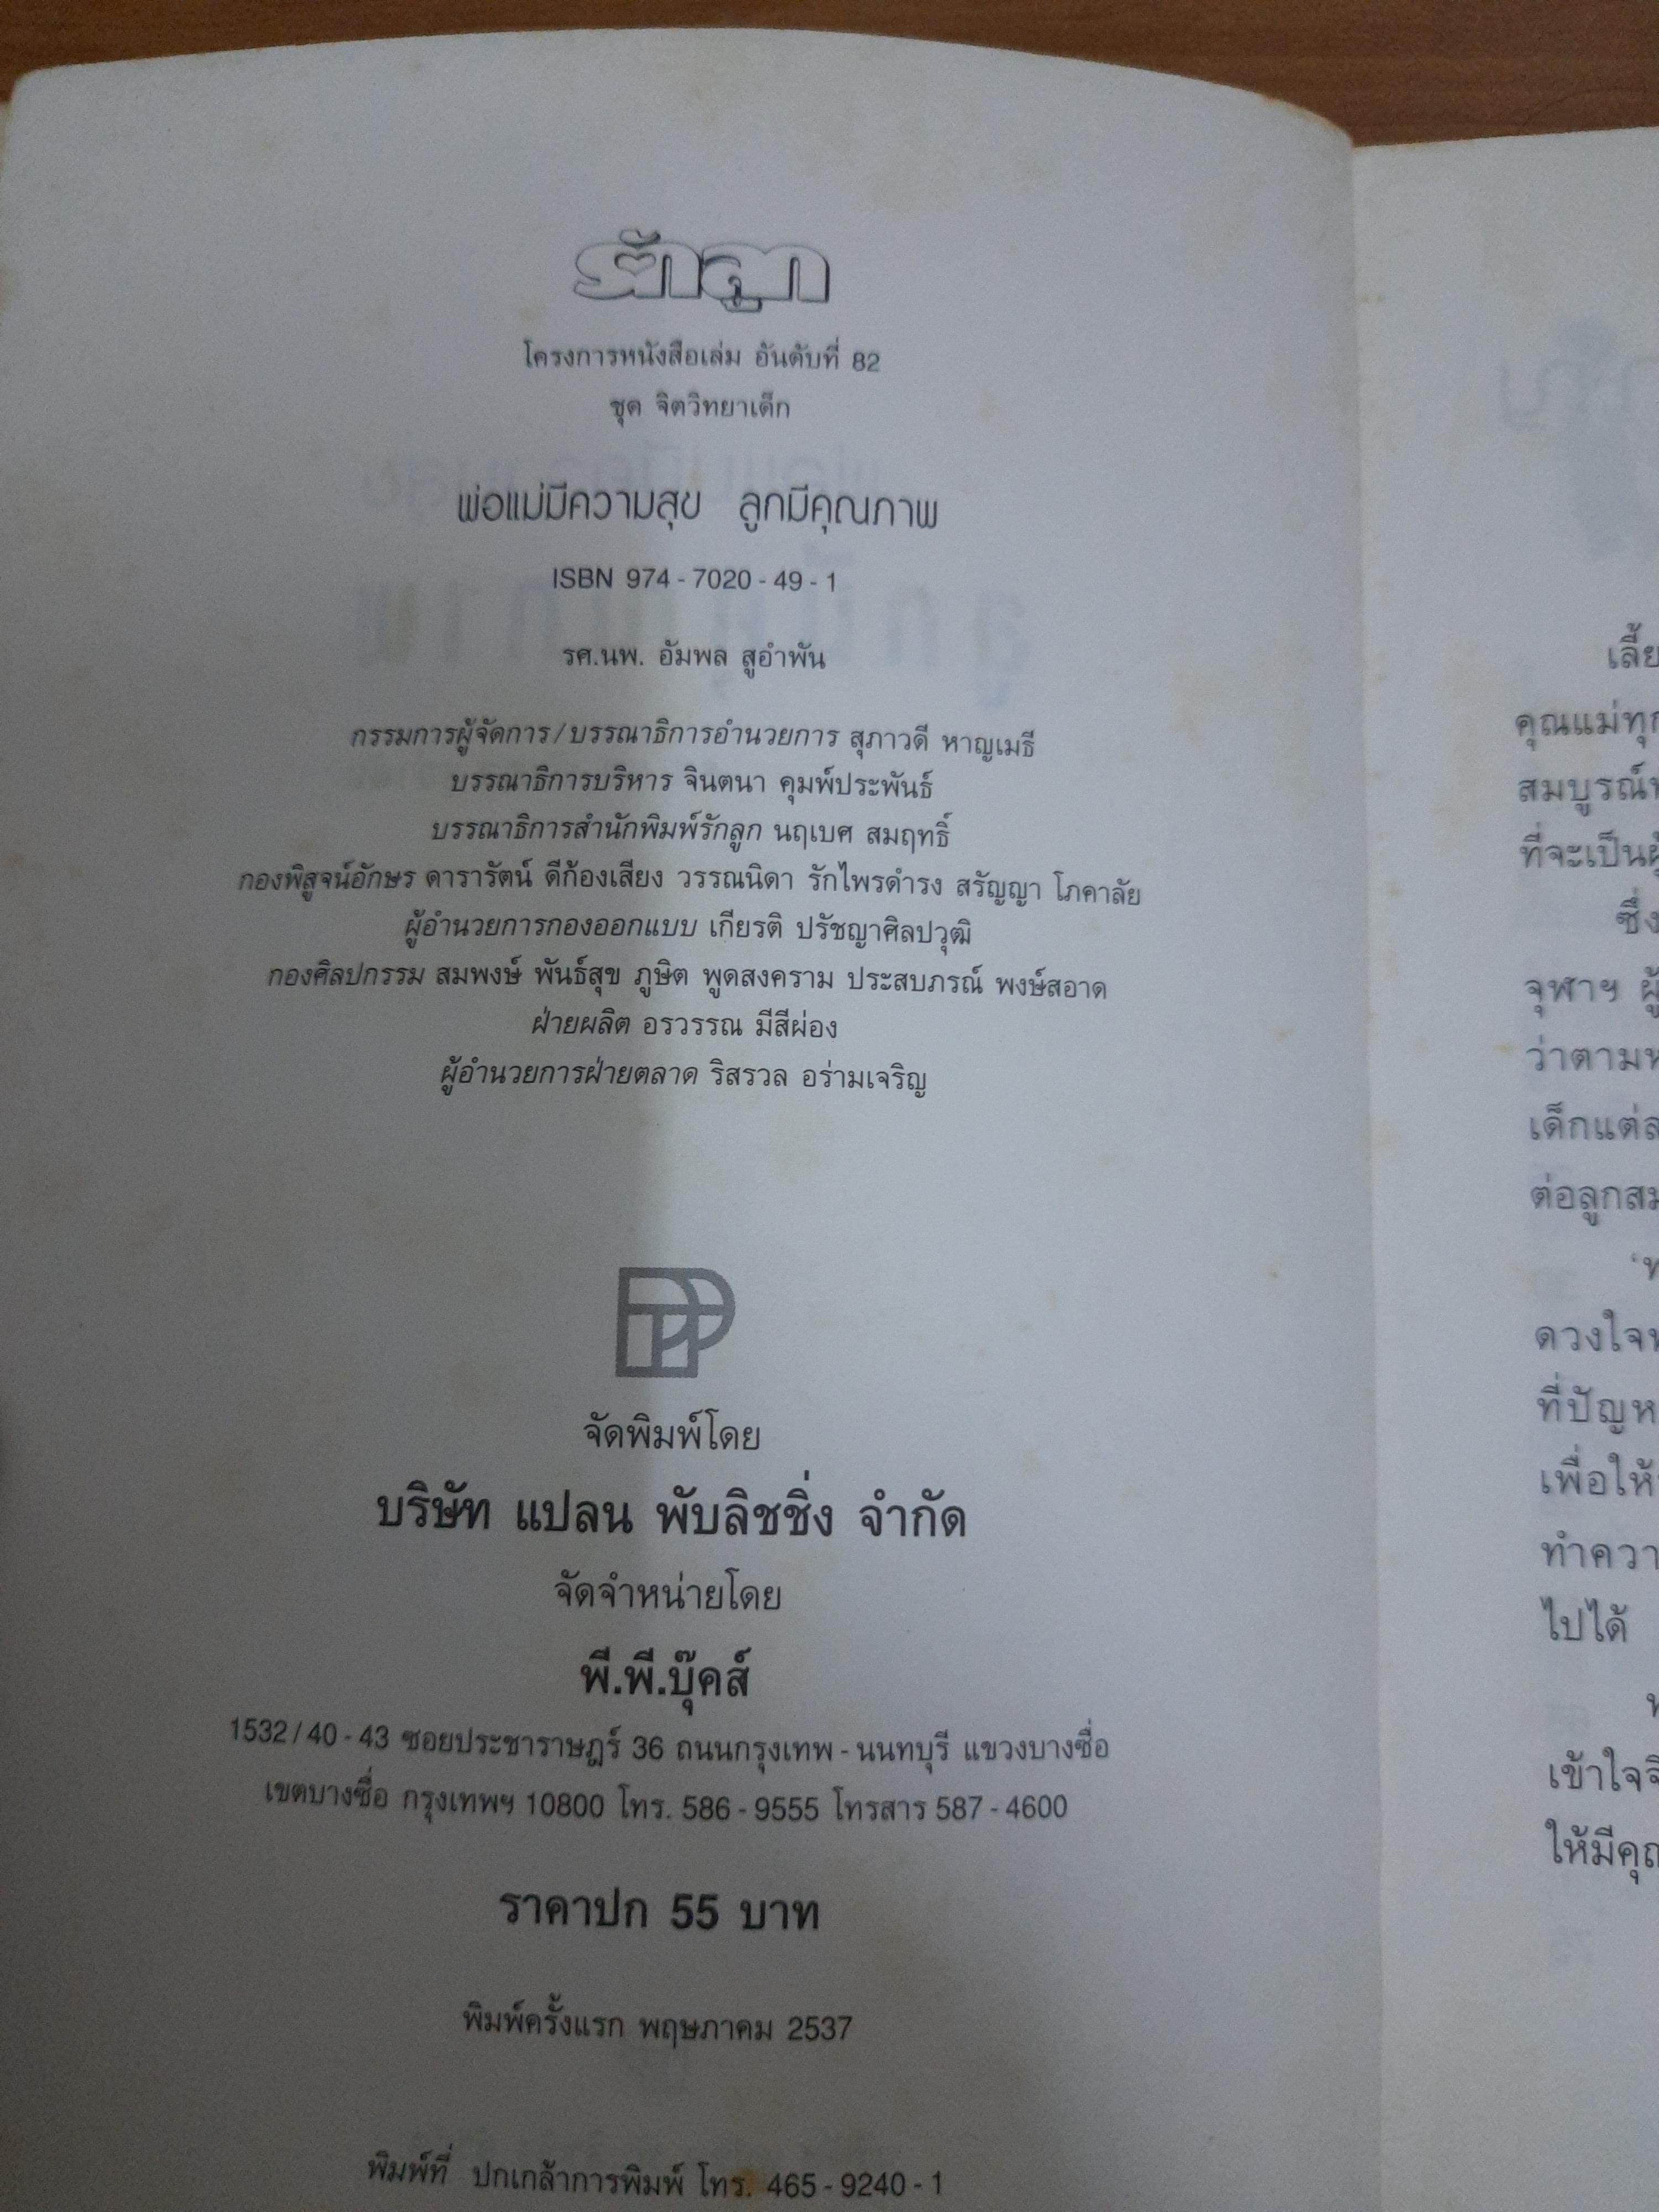 รักลูก
โครงการหนังสือเล่ม อันดับที่ 82
ชุด จิตวิทยาเด็ก
พ่อแม่มีความสุข ลูกมีคุณภาพ
ISBN 974-7020-49-1
รศ.นพ. อัมพล สูอำพัน
กรรมการผู้จัดการ/บรรณาธิการอำนวยการ สุภาวดี หาญเมธี
บรรณาธิการบริหาร จินตนา คุมพ์ประพันธ์
บรรณาธิการสำนักพิมพ์รักลูก นฤเบศ สมฤทธิ์
กองพิสูจน์อักษร ดารารัตน์ ดีก้องเสียง วรรณนิดา รักไพรดำรง สรัญญา โภคาลัย
ผู้อำนวยการกองออกแบบ เกียรติ ปรัชญาศิลปวุฒิ
กองศิลปกรรม สมพงษ์ พันธ์สุข ภูษิต พูดสงคราม ประสบภรณ์ พงษ์สอาด
ฝ่ายผลิต อรวรรณ มีสีผ่อง
ผู้อำนวยการฝ่ายตลาด ริสรวล อร่ามเจริญ
จัดพิมพ์โดย
บริษัท แปลน พับลิชชิ่ง จำกัด
จัดจำหน่ายโดย
พี.พี.บุ๊คส์
1532/40-43 ซอยประชาราษฎร์ 36 ถนนกรุงเทพ-นนทบุรี แขวงบางซื่อ
เขตบางซื่อ กรุงเทพฯ 10800 โทร. 586-9555 โทรสาร 587-4600
ราคาปก 55 บาท
พิมพ์ครั้งแรก พฤษภาคม 2537
พิมพ์ที่ ปกเกล้าการพิมพ์ โทร. 465-9240-1
คุณแม่ทุก
สมบูรณ์
ที่จะเป็น
ซึ่ง
จุฬาฯ ผู้
ว่าตาม
เด็กแต่
ต่อลูก
ดวงใจ
ที่ปัญห
เพื่อให้
ทำควา
ไปได้
เข้าใจ
ให้มีคุณ